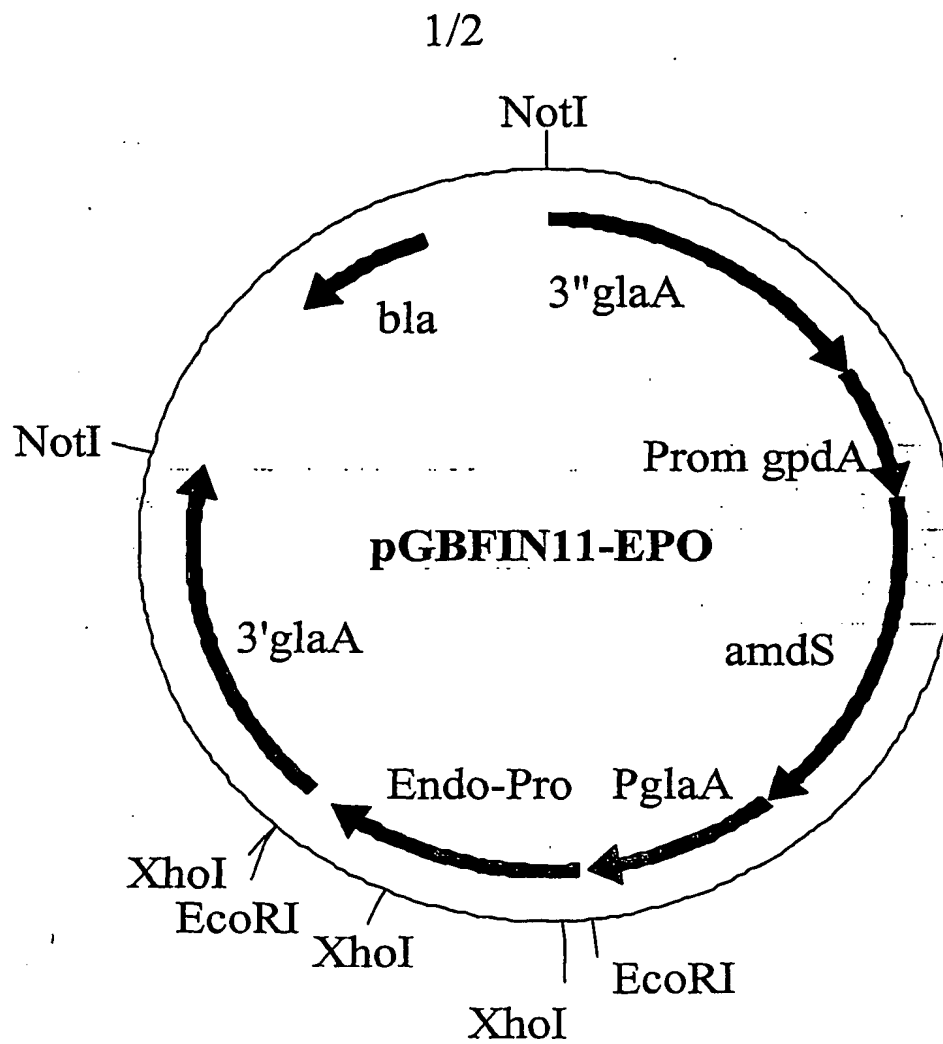 1/2
NotI
3"glaA
bla
NotI
Prom gpdA
pGBFIN11-EPO
3'glaA
amdS
Endo-Pro
PglaA
XhoI
EcoRI
XhoI
EcoRI
XhoI